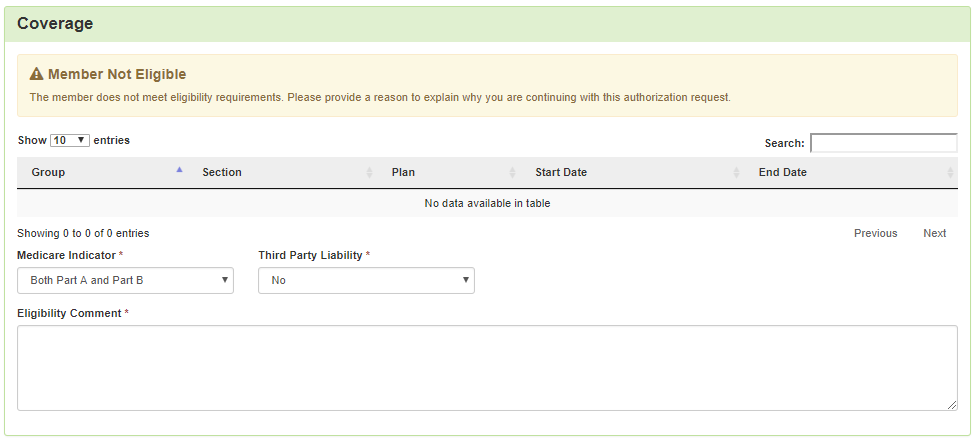 Coverage
Member Not Eligible
The member does not meet eligibility requirements. Please provide a reason to explain why you are continuing with this authorization request.
Show 10 entries Search:
Group Section Plan Start Date End Date
No data available in table
Showing 0 to 0 of 0 entries Previous Next
Medicare Indicator * Third Party Liability *
Both Part A and Part B No
Eligibility Comment *